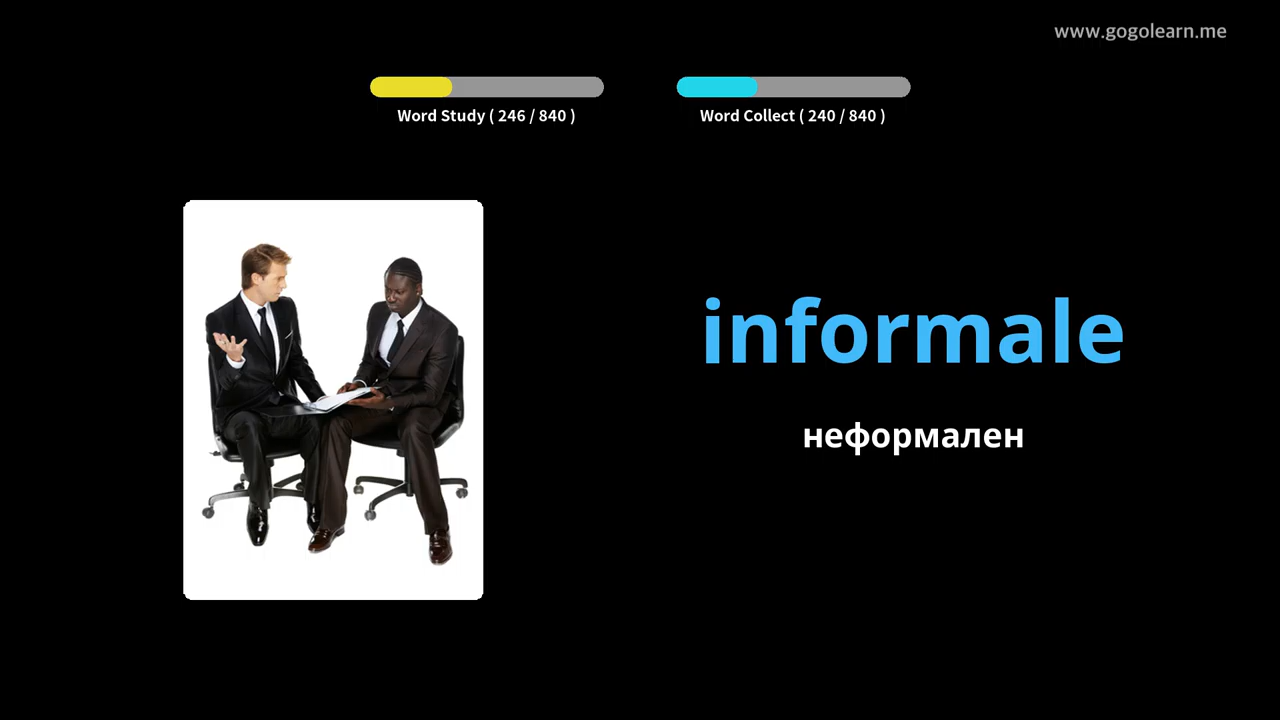 www.gogolearn.me
Word Study ( 246 / 840 )
Word Collect ( 240 / 840 )
informale
неформален